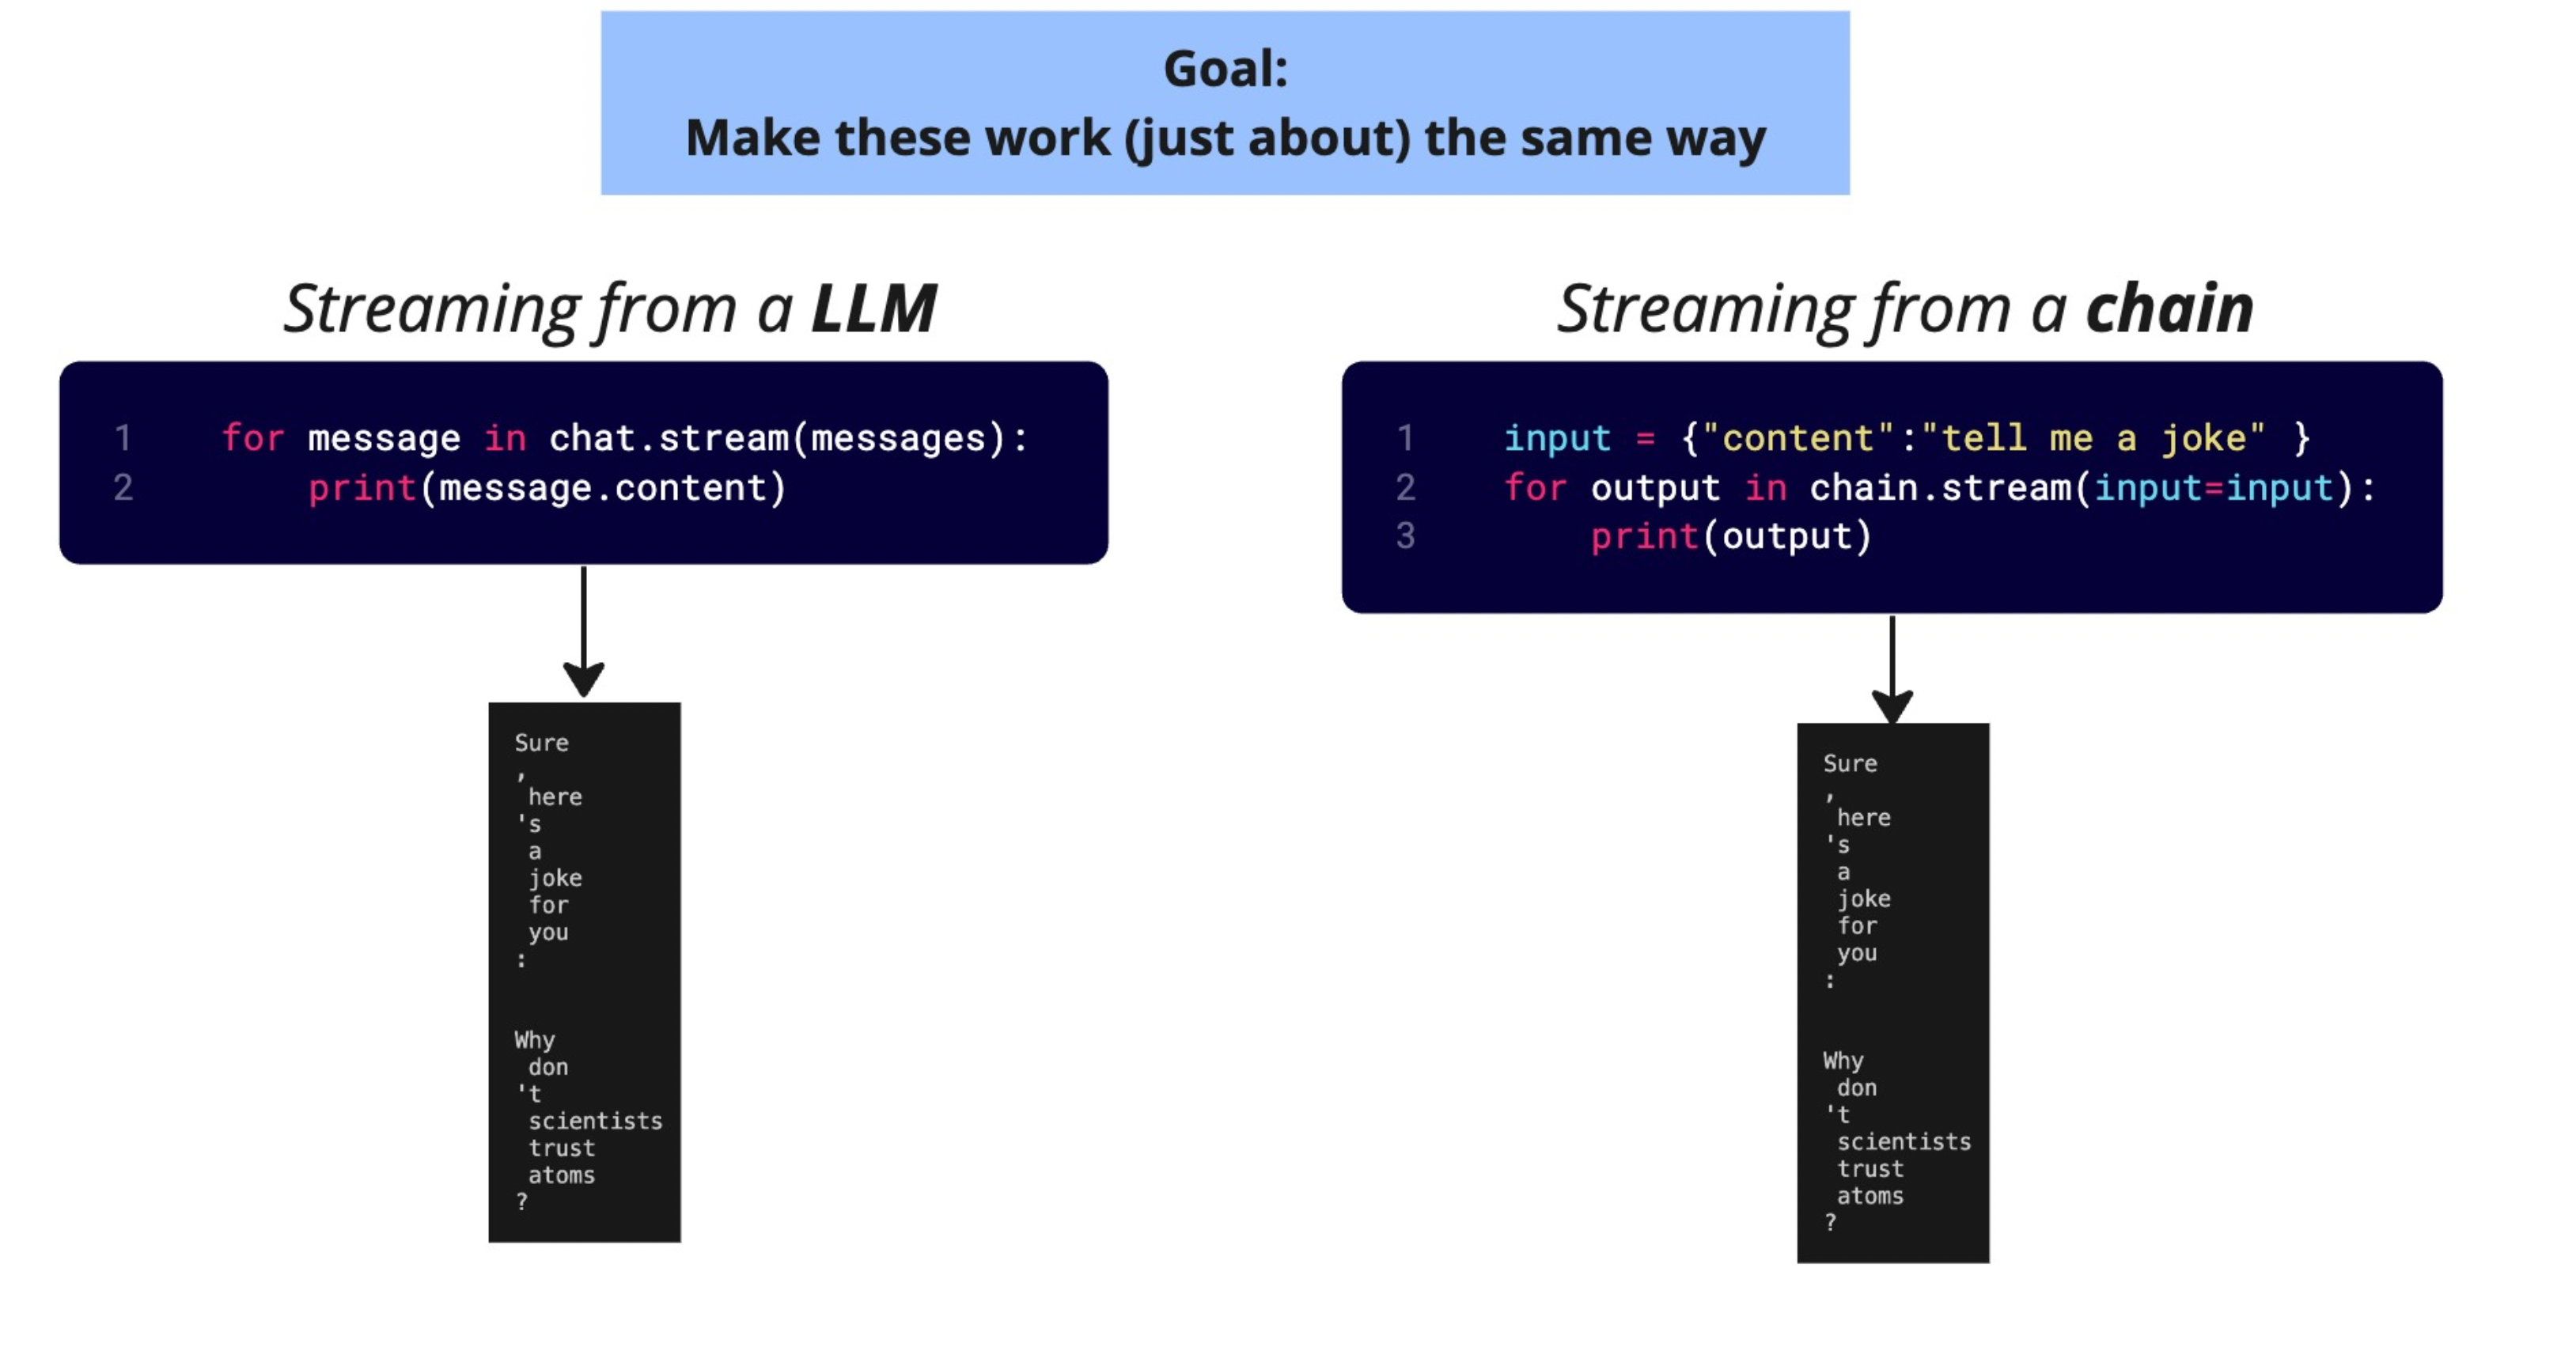 Goal:
Make these work (just about) the same way
Streaming from a LLM
1 for message in chat.stream(messages):
2 print(message.content)
Sure
,
here
's
a
joke
for
you
:
Why
don
't
scientists
trust
atoms
?
Streaming from a chain
1 input = {"content":"tell me a joke" }
2 for output in chain.stream(input=input):
3 print(output)
Sure
,
here
's
a
joke
for
you
:
Why
don
't
scientists
trust
atoms
?